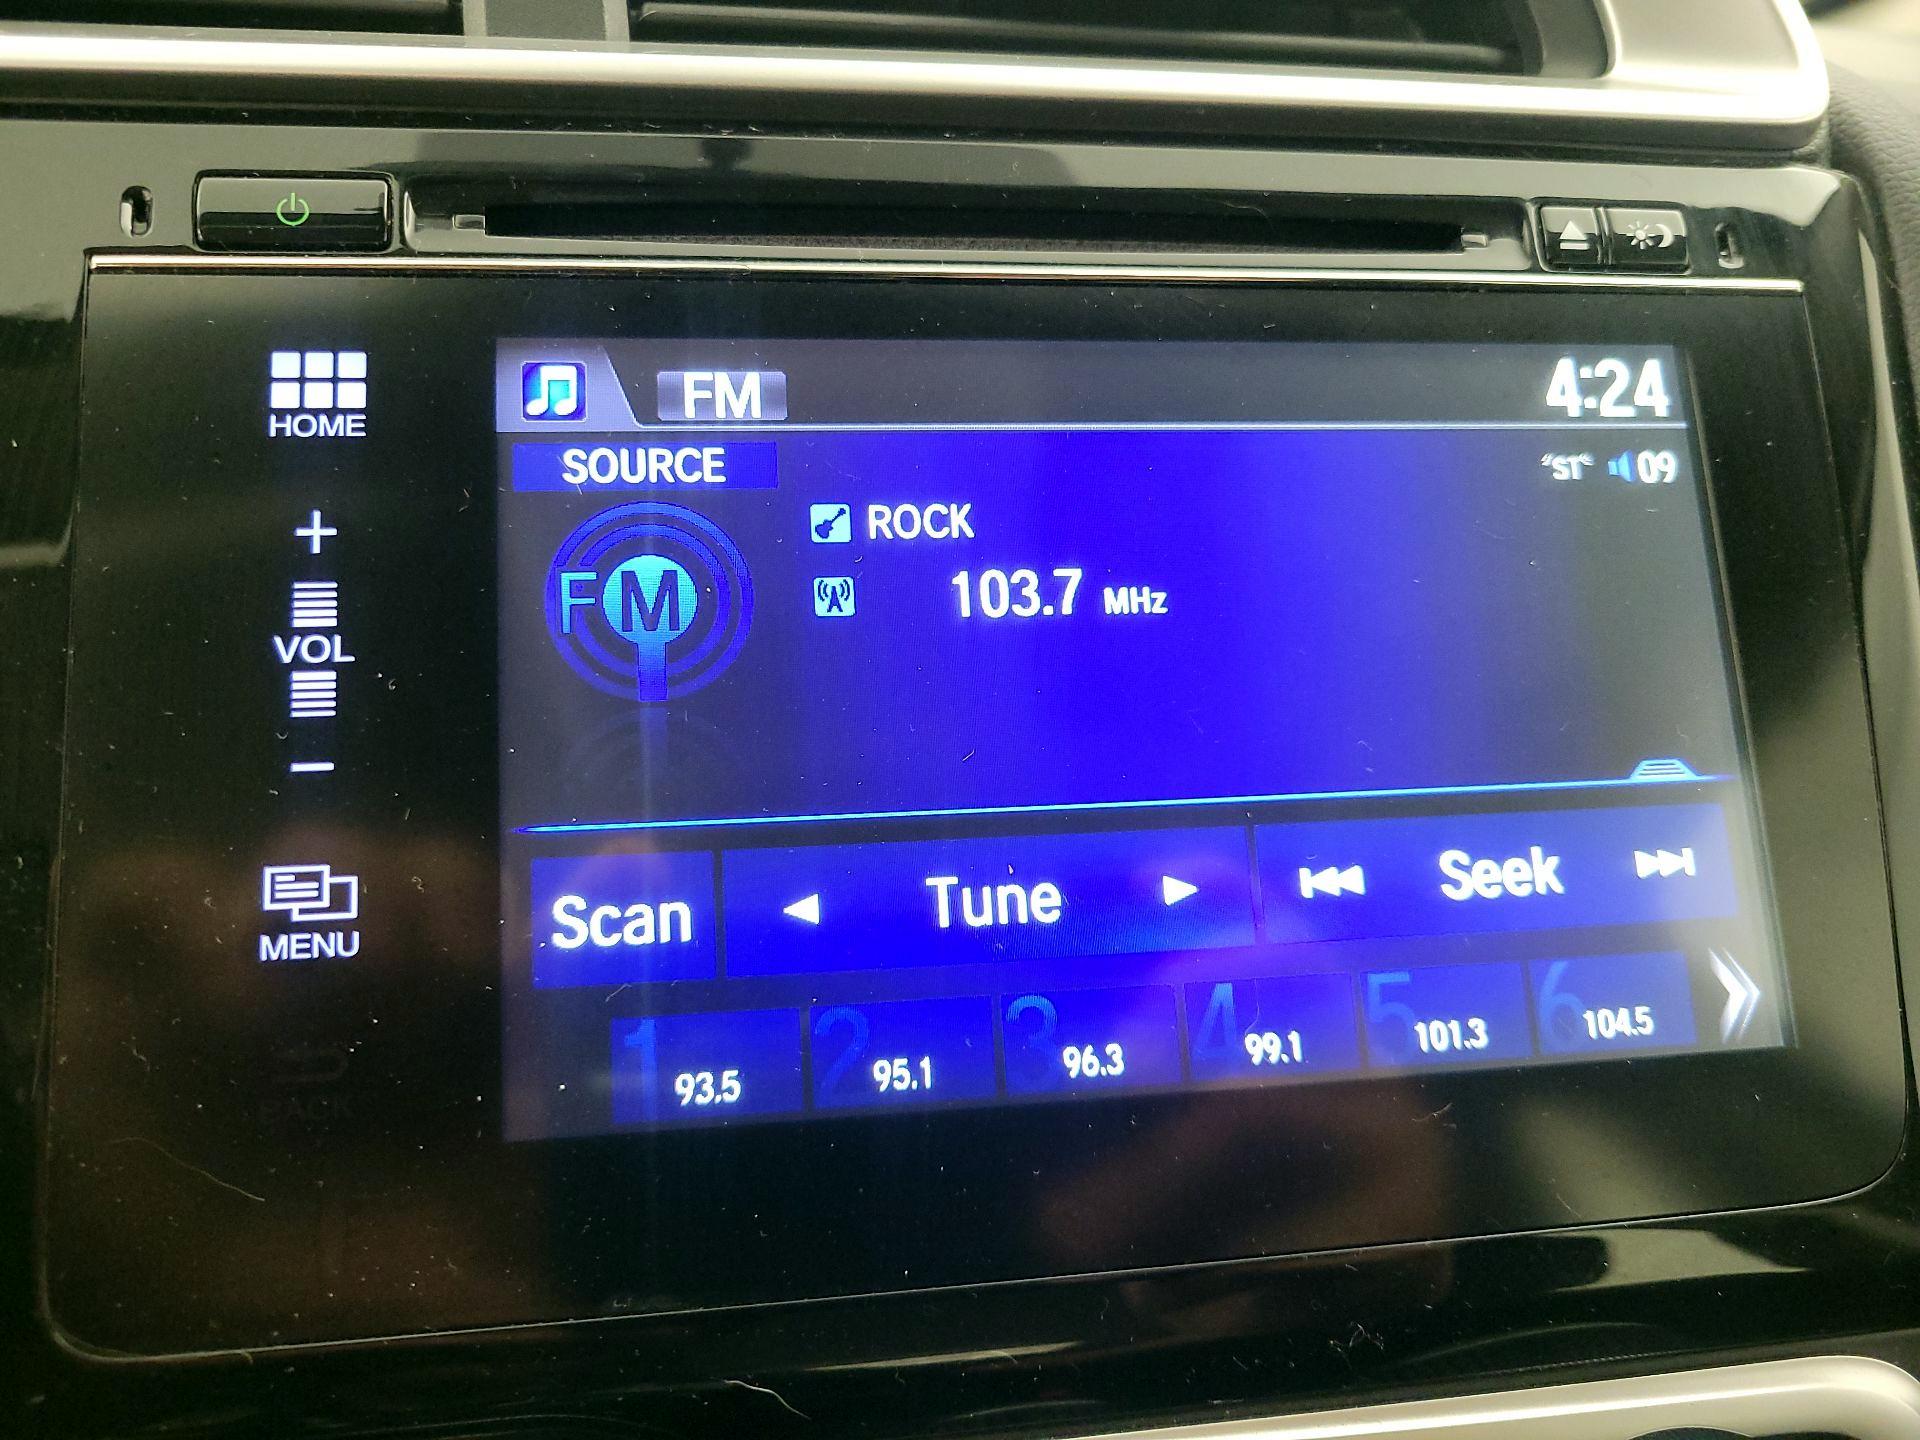 HOME
+
VOL
−
MENU
BACK
FM
4:24
SOURCE
"ST" 09
FM
ROCK
103.7 MHz
Scan
Tune
Seek
1 93.5
2 95.1
3 96.3
4 99.1
5 101.3
6 104.5